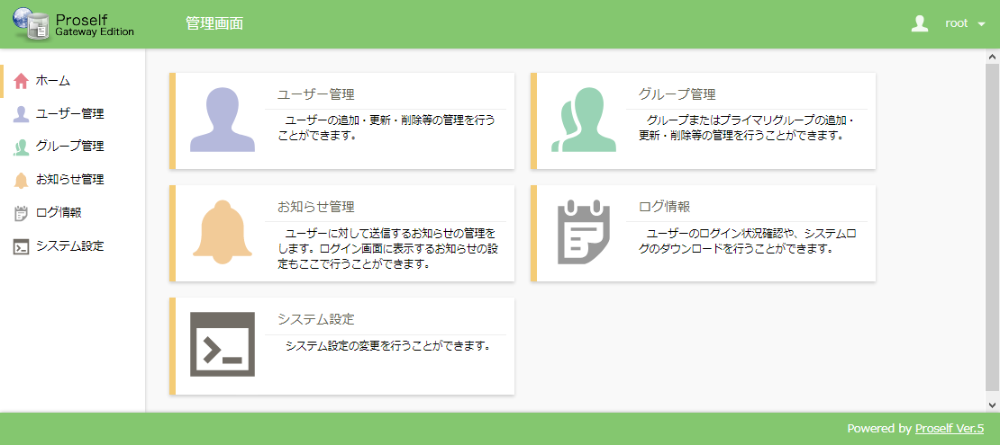 Proself
Gateway Edition
管理画面
root
ホーム
ユーザー管理
グループ管理
お知らせ管理
ログ情報
システム設定
ユーザー管理
ユーザーの追加・更新・削除等の管理を行う
ことができます。
グループ管理
グループまたはプライマリグループの追加・
更新・削除等の管理を行うことができます。
お知らせ管理
ユーザーに対して送信するお知らせの管理を
します。ログイン画面に表示するお知らせの設
定もここで行うことができます。
ログ情報
ユーザーのログイン状況確認や、システムロ
グのダウンロードを行うことができます。
システム設定
システム設定の変更を行うことができます。
Powered by Proself Ver.5